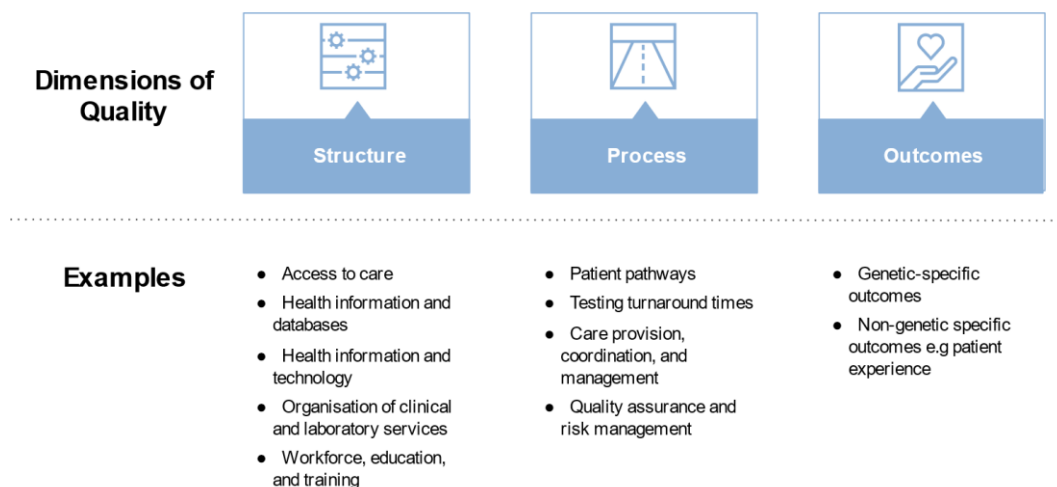 Dimensions of
Quality
Structure
Process
Outcomes
Examples
● Access to care
● Health information and
databases
● Health information and
technology
● Organisation of clinical
and laboratory services
● Workforce, education,
and training
● Patient pathways
● Testing turnaround times
● Care provision,
coordination, and
management
● Quality assurance and
risk management
● Genetic-specific
outcomes
● Non-genetic specific
outcomes e.g patient
experience